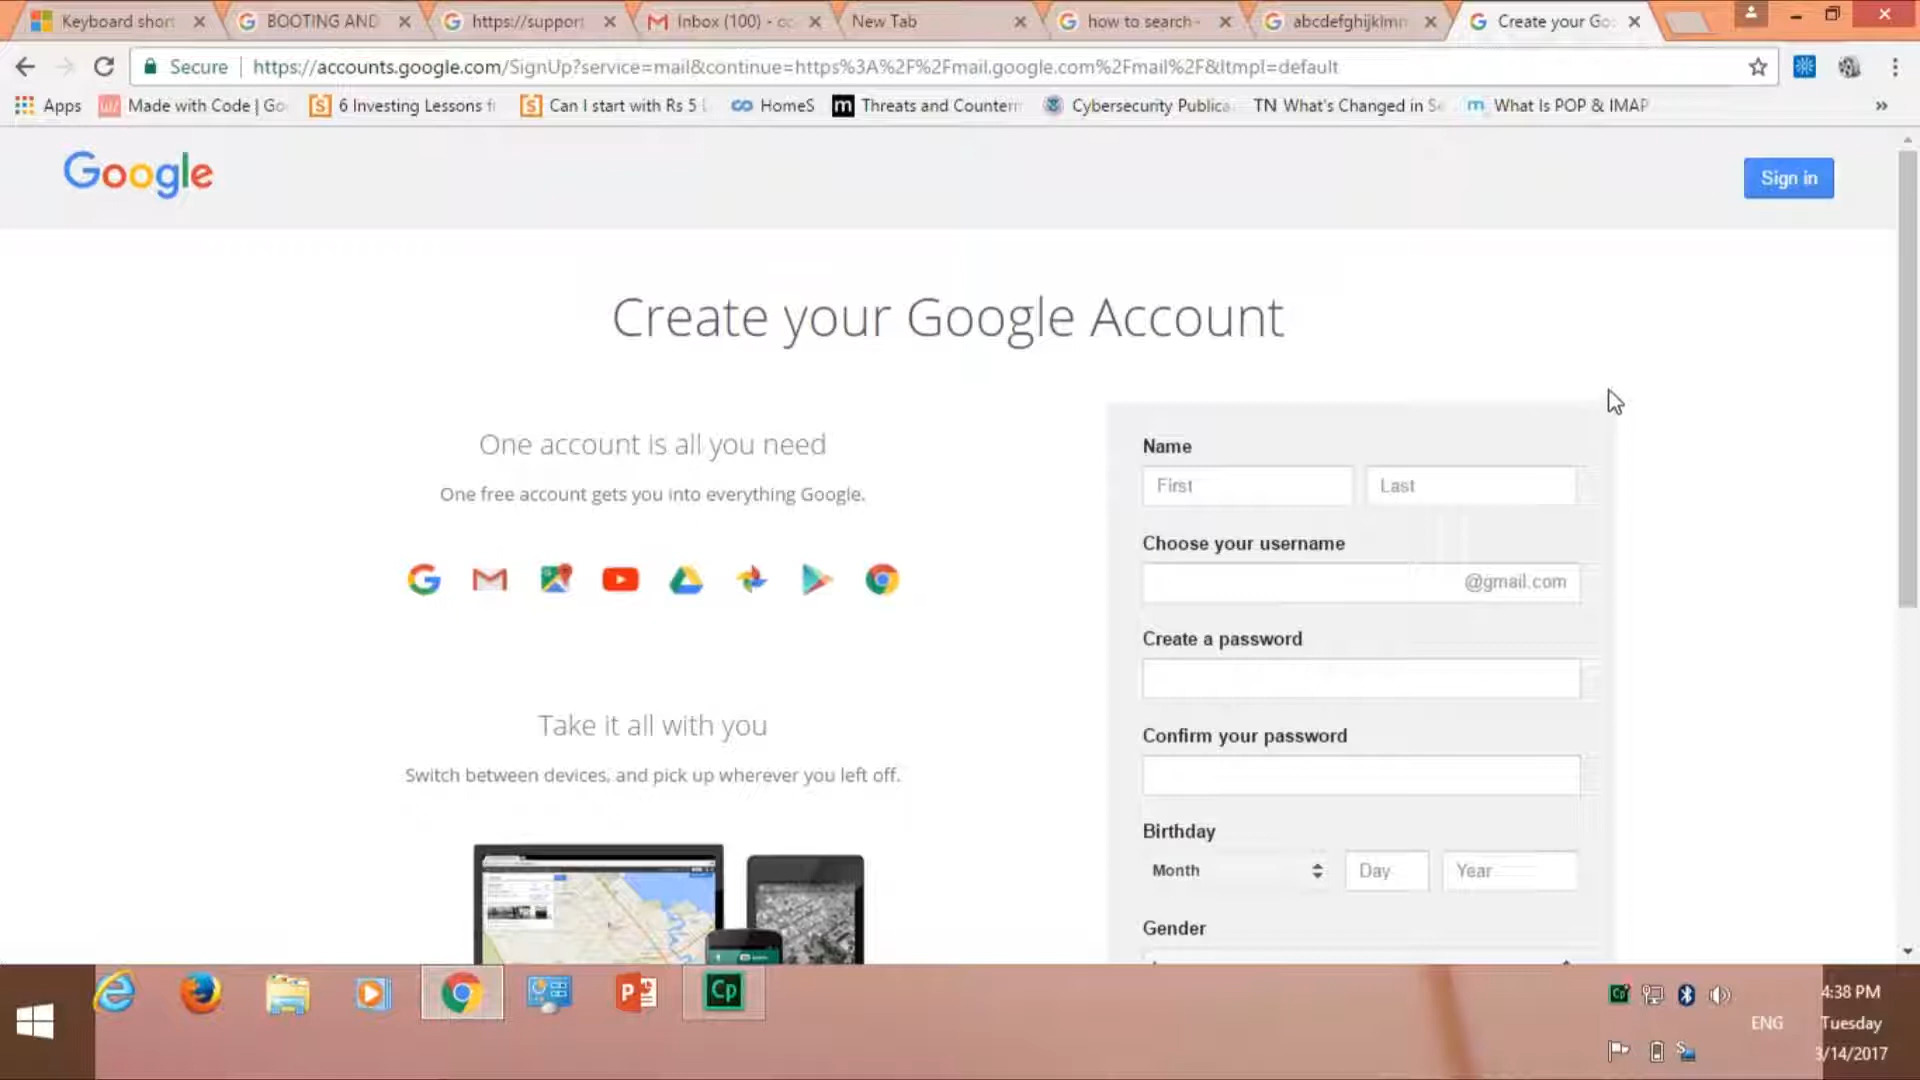 Keyboard short
BOOTING AND
https://support
Inbox (100) - cc
New Tab
how to search -
abcdefghijklmn
Create your Go
Secure
https://accounts.google.com/SignUp?service=mail&continue=https%3A%2F%2Fmail.google.com%2Fmail%2F&ltmpl=default
Apps
Made with Code | Go
6 Investing Lessons f
Can I start with Rs 5
HomeS
Threats and Countern
Cybersecurity Publica
TN What's Changed in Se
What Is POP & IMAP
»
Google
Sign in
Create your Google Account
One account is all you need
One free account gets you into everything Google.
Take it all with you
Switch between devices, and pick up wherever you left off.
Name
First
Last
Choose your username
@gmail.com
Create a password
Confirm your password
Birthday
Month
Day
Year
Gender
Cp
4:38 PM
ENG
Tuesday
3/14/2017